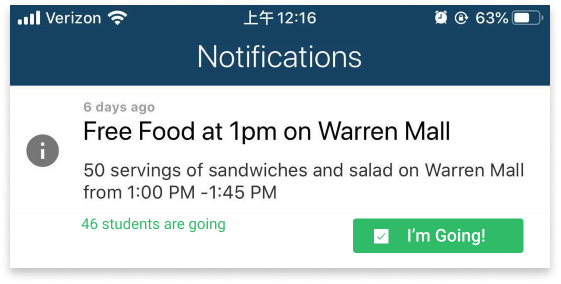 Verizon 上午12:16 63%
Notifications
6 days ago
Free Food at 1pm on Warren Mall
50 servings of sandwiches and salad on Warren Mall
from 1:00 PM -1:45 PM
46 students are going
I'm Going!